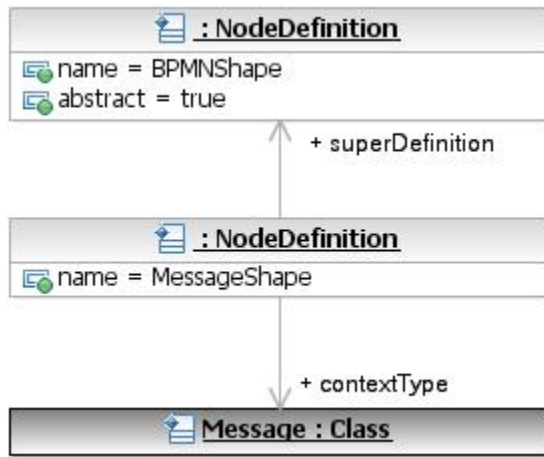 : NodeDefinition
name = BPMNShape
abstract = true
+ superDefinition
: NodeDefinition
name = MessageShape
+ contextType
Message : Class